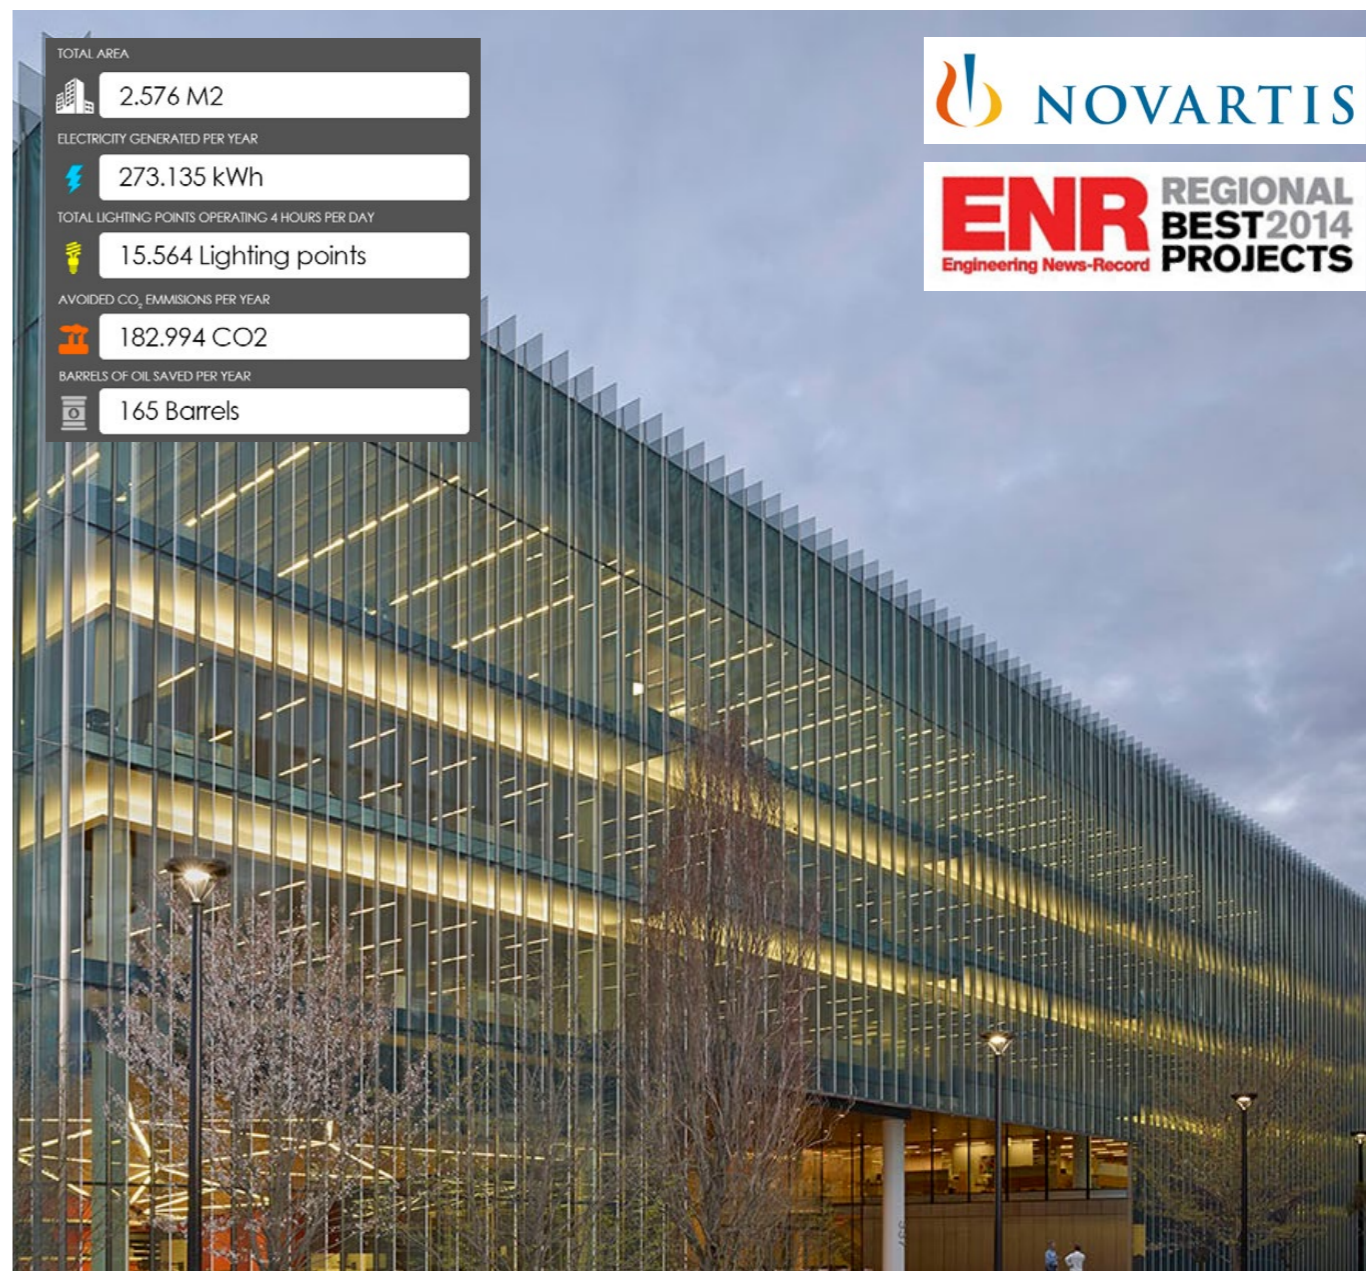 TOTAL AREA
2.576 M2
ELECTRICITY GENERATED PER YEAR
273.135 kWh
TOTAL LIGHTING POINTS OPERATING 4 HOURS PER DAY
15.564 Lighting points
AVOIDED CO₂ EMMISIONS PER YEAR
182.994 CO2
BARRELS OF OIL SAVED PER YEAR
165 Barrels
NOVARTIS
ENR REGIONAL
BEST 2014
Engineering News-Record PROJECTS